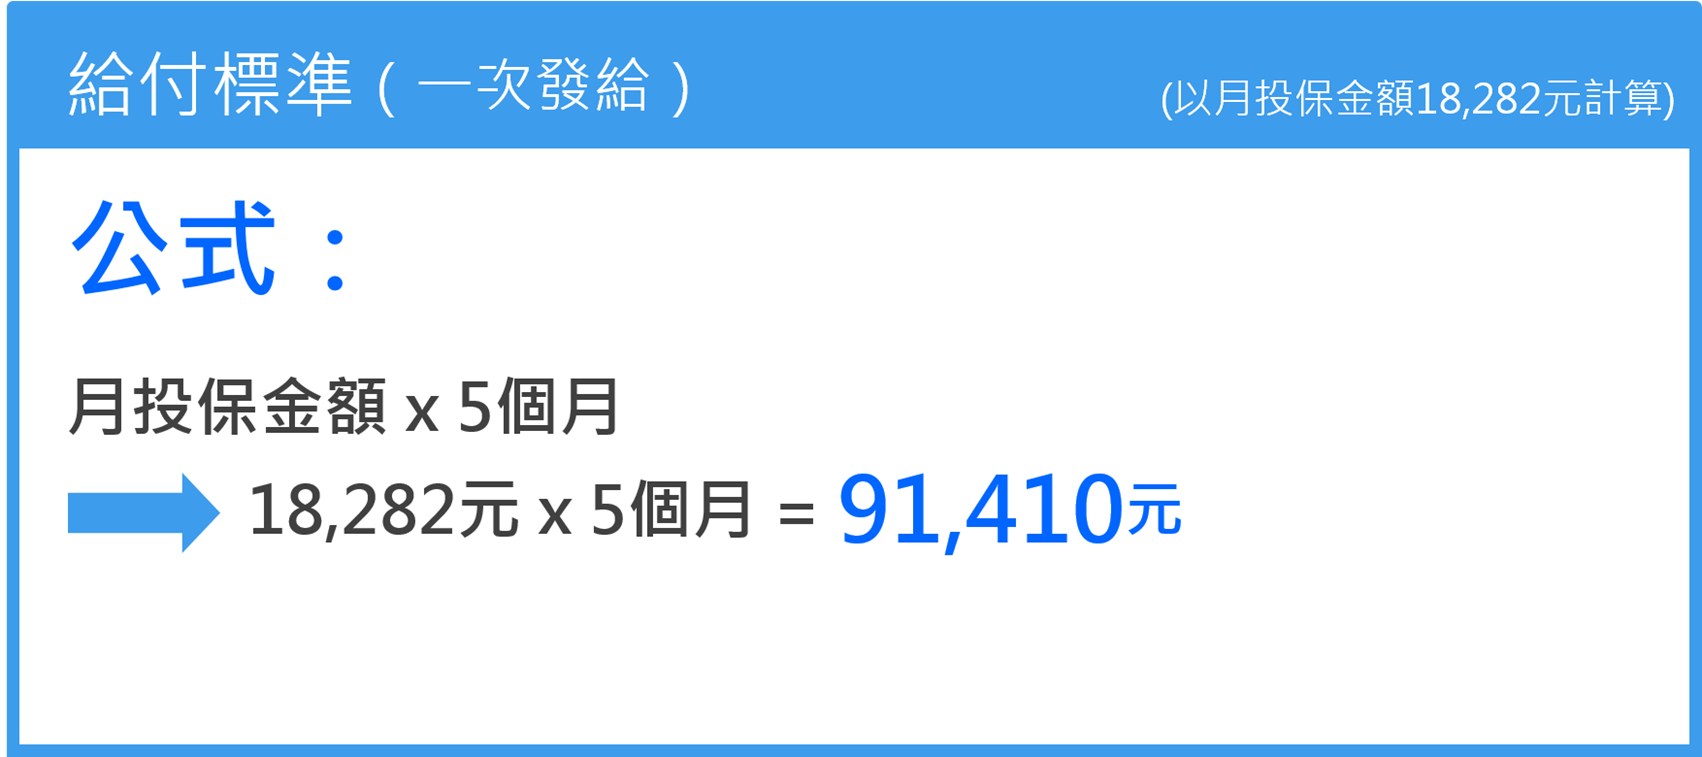 給付標準（一次發給）
(以月投保金額18,282元計算)
公式：
月投保金額 x 5個月
18,282元 x 5個月 = 91,410元